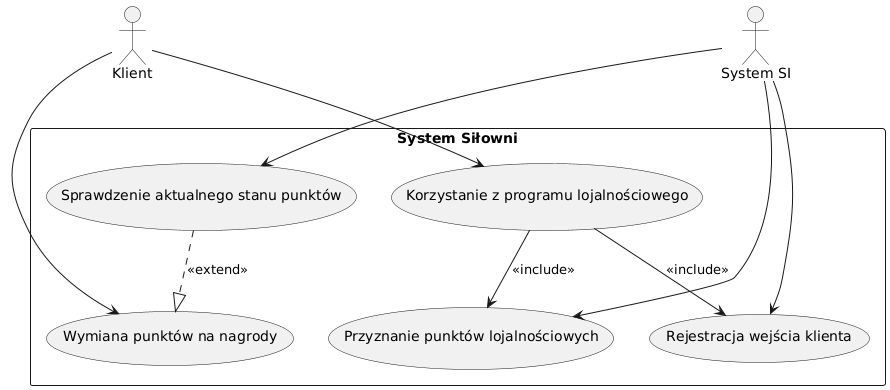 Klient
System SI
System Siłowni
Sprawdzenie aktualnego stanu punktów
Korzystanie z programu lojalnościowego
«extend»
«include»
«include»
Wymiana punktów na nagrody
Przyznanie punktów lojalnościowych
Rejestracja wejścia klienta